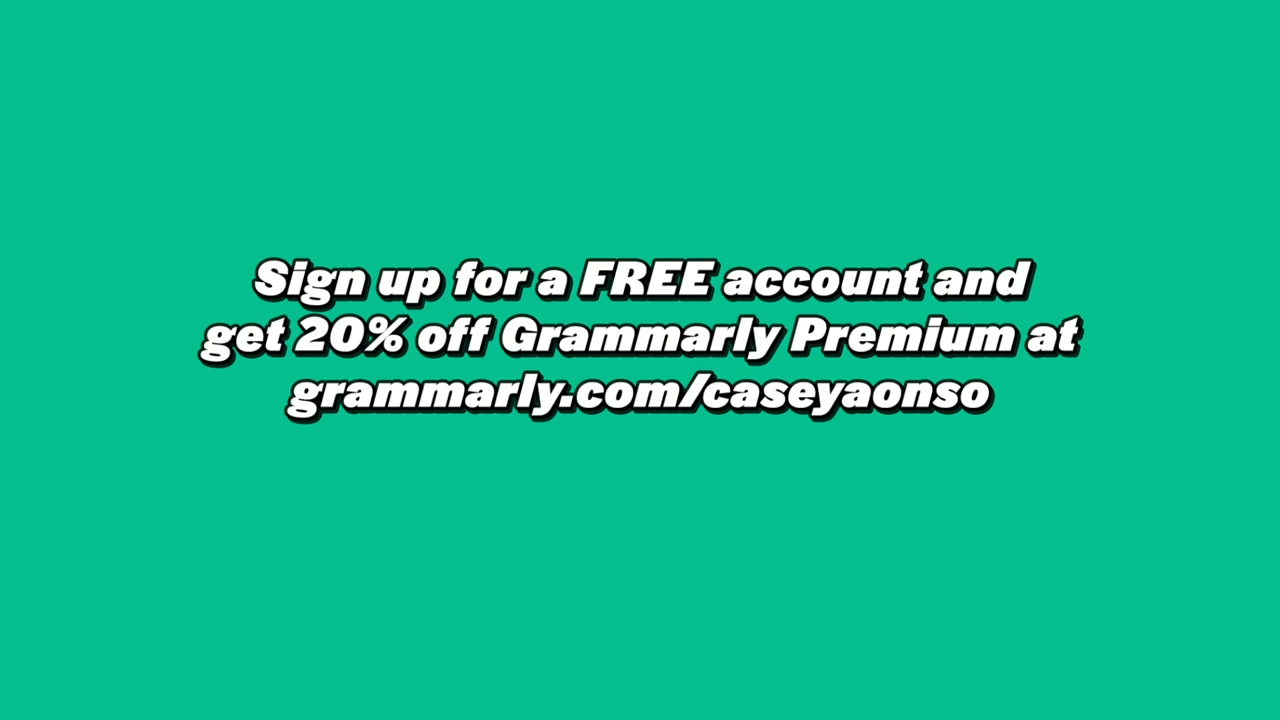 Sign up for a FREE account and
get 20% off Grammarly Premium at
grammarly.com/caseyaonso